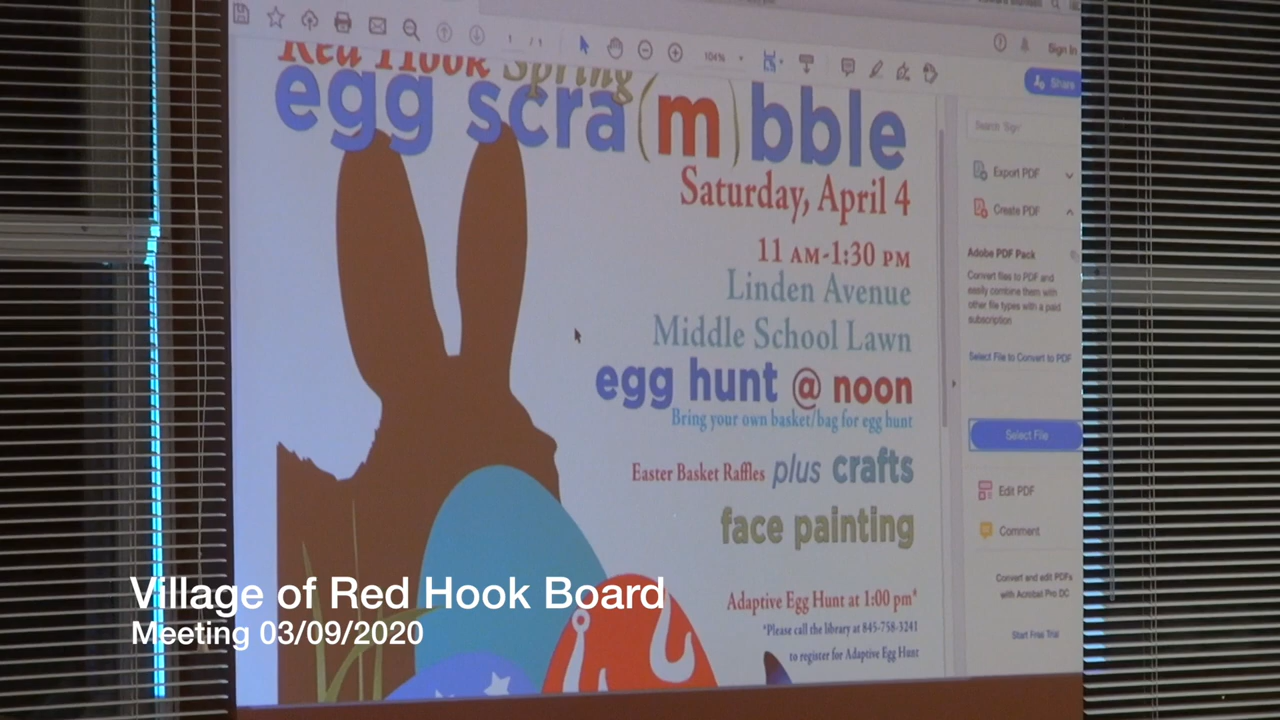 104%
Sign In
Share
Red Hook Spring
egg scra(m)bble
Saturday, April 4
11 AM-1:30 PM
Linden Avenue
Middle School Lawn
egg hunt @ noon
Bring your own basket/bag for egg hunt
Easter Basket Raffles plus crafts
face painting
Adaptive Egg Hunt at 1:00 pm*
*Please call the library at 845-758-3241
to register for Adaptive Egg Hunt
Search 'Sign'
Export PDF
Create PDF
Adobe PDF Pack
Convert files to PDF and
easily combine them with
other file types with a paid
subscription
Select File to Convert to PDF
Select File
Edit PDF
Comment
Convert and edit PDFs
with Acrobat Pro DC
Start Free Trial
Village of Red Hook Board
Meeting 03/09/2020